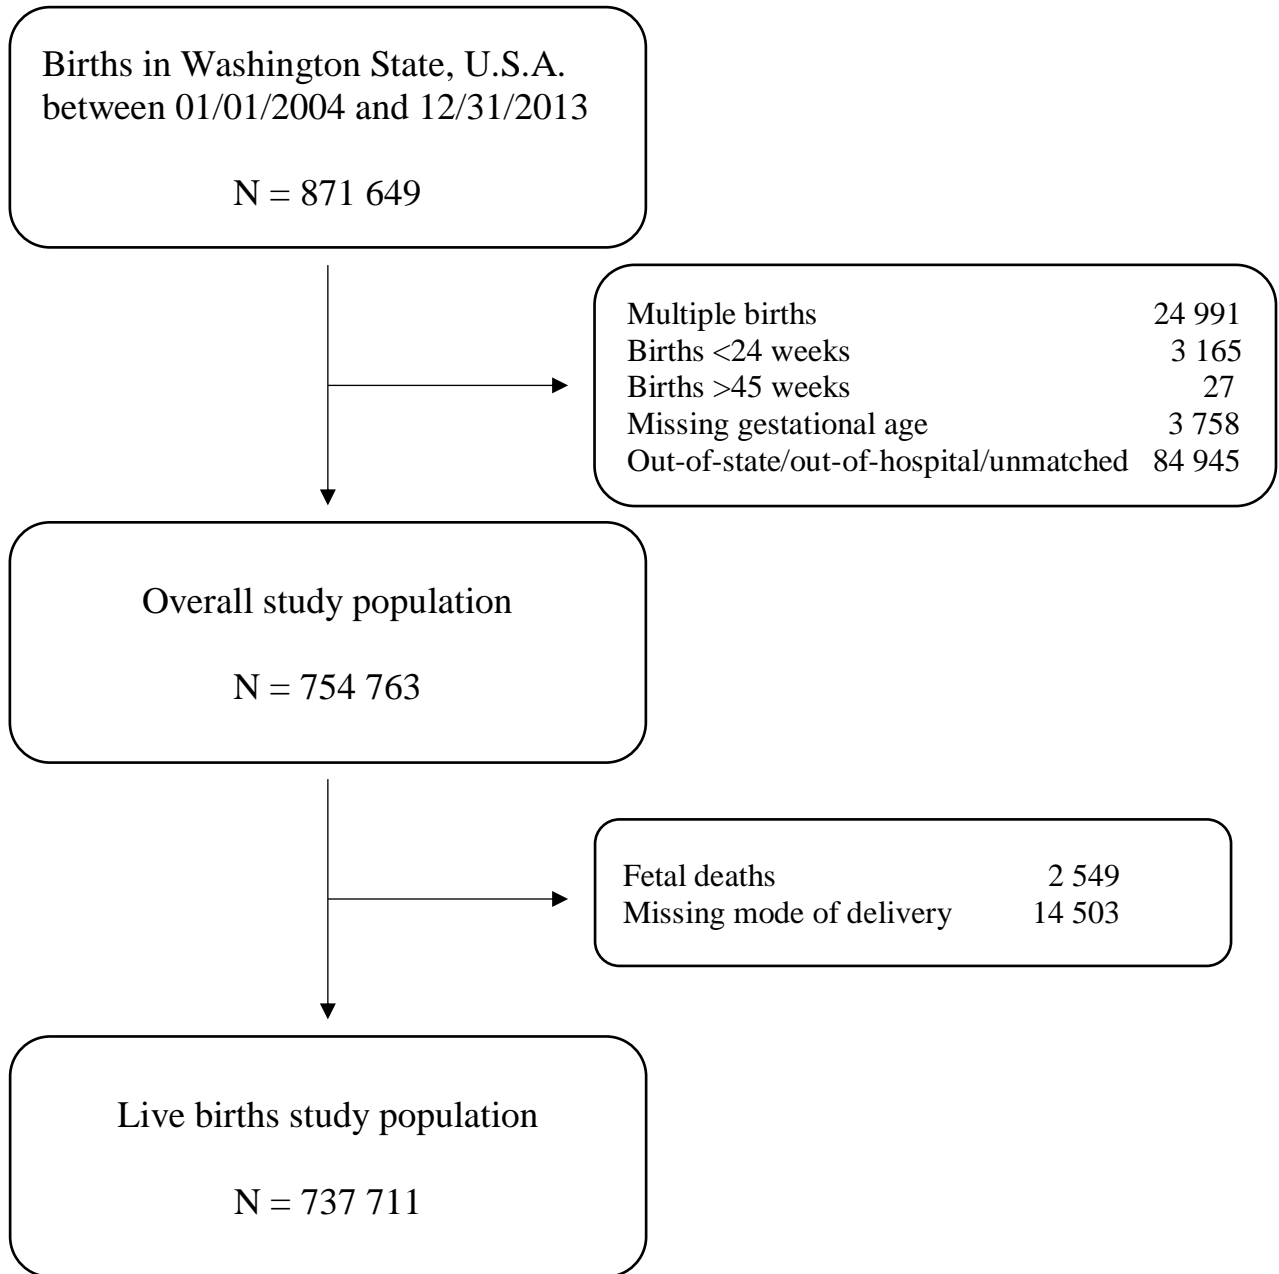 Births in Washington State, U.S.A.
between 01/01/2004 and 12/31/2013
N = 871 649
Multiple births 24 991
Births <24 weeks 3 165
Births >45 weeks 27
Missing gestational age 3 758
Out-of-state/out-of-hospital/unmatched 84 945
Overall study population
N = 754 763
Fetal deaths 2 549
Missing mode of delivery 14 503
Live births study population
N = 737 711